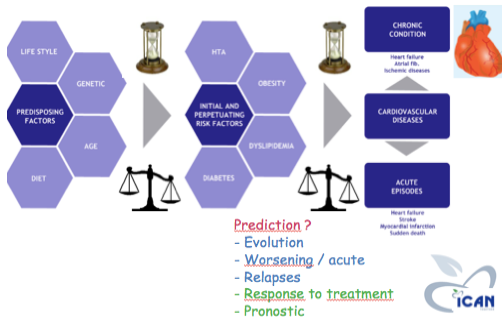 LIFE STYLE
GENETIC
PREDISPOSING
FACTORS
AGE
DIET
HTA
OBESITY
INITIAL AND
PERPETUATING
RISK FACTORS
DYSLIPIDEMIA
DIABETES
CHRONIC
CONDITION
Heart failure
Atrial fib.
Ischemic diseases
CARDIOVASCULAR
DISEASES
ACUTE
EPISODES
Heart failure
Stroke
Myocardial Infarction
Sudden death
Prediction ?
- Evolution
- Worsening / acute
- Relapses
- Response to treatment
- Pronostic
iCAN